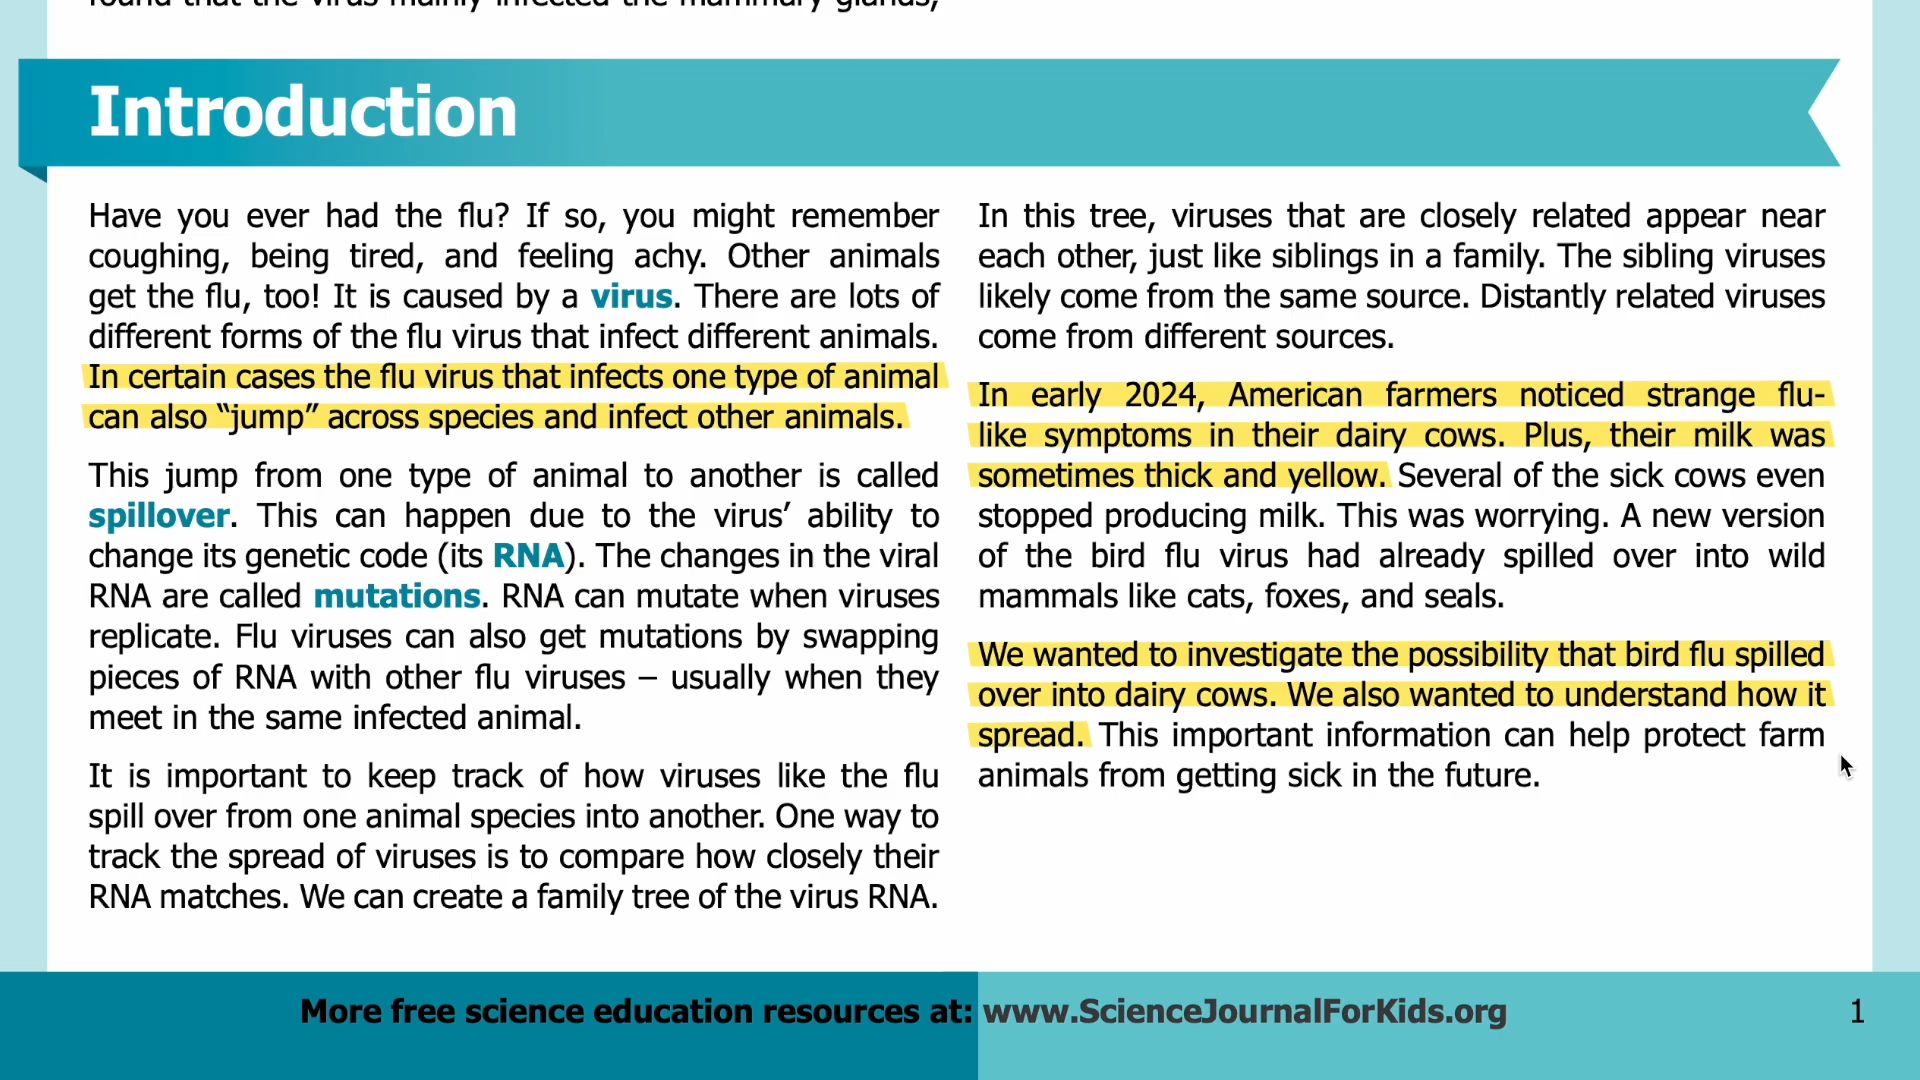 found that the virus mainly infected the mammary glands,
Introduction
Have you ever had the flu? If so, you might remember
coughing, being tired, and feeling achy. Other animals
get the flu, too! It is caused by a virus. There are lots of
different forms of the flu virus that infect different animals.
In certain cases the flu virus that infects one type of animal
can also “jump” across species and infect other animals.
This jump from one type of animal to another is called
spillover. This can happen due to the virus’ ability to
change its genetic code (its RNA). The changes in the viral
RNA are called mutations. RNA can mutate when viruses
replicate. Flu viruses can also get mutations by swapping
pieces of RNA with other flu viruses – usually when they
meet in the same infected animal.
It is important to keep track of how viruses like the flu
spill over from one animal species into another. One way to
track the spread of viruses is to compare how closely their
RNA matches. We can create a family tree of the virus RNA.
In this tree, viruses that are closely related appear near
each other, just like siblings in a family. The sibling viruses
likely come from the same source. Distantly related viruses
come from different sources.
In early 2024, American farmers noticed strange flu-
like symptoms in their dairy cows. Plus, their milk was
sometimes thick and yellow. Several of the sick cows even
stopped producing milk. This was worrying. A new version
of the bird flu virus had already spilled over into wild
mammals like cats, foxes, and seals.
We wanted to investigate the possibility that bird flu spilled
over into dairy cows. We also wanted to understand how it
spread. This important information can help protect farm
animals from getting sick in the future.
More free science education resources at: www.ScienceJournalForKids.org
1